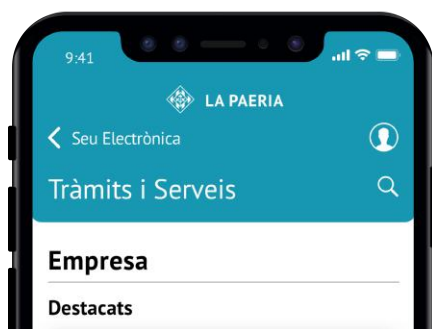 9:41
LA PAERIA
Seu Electrònica
Tràmits i Serveis
Empresa
Destacats